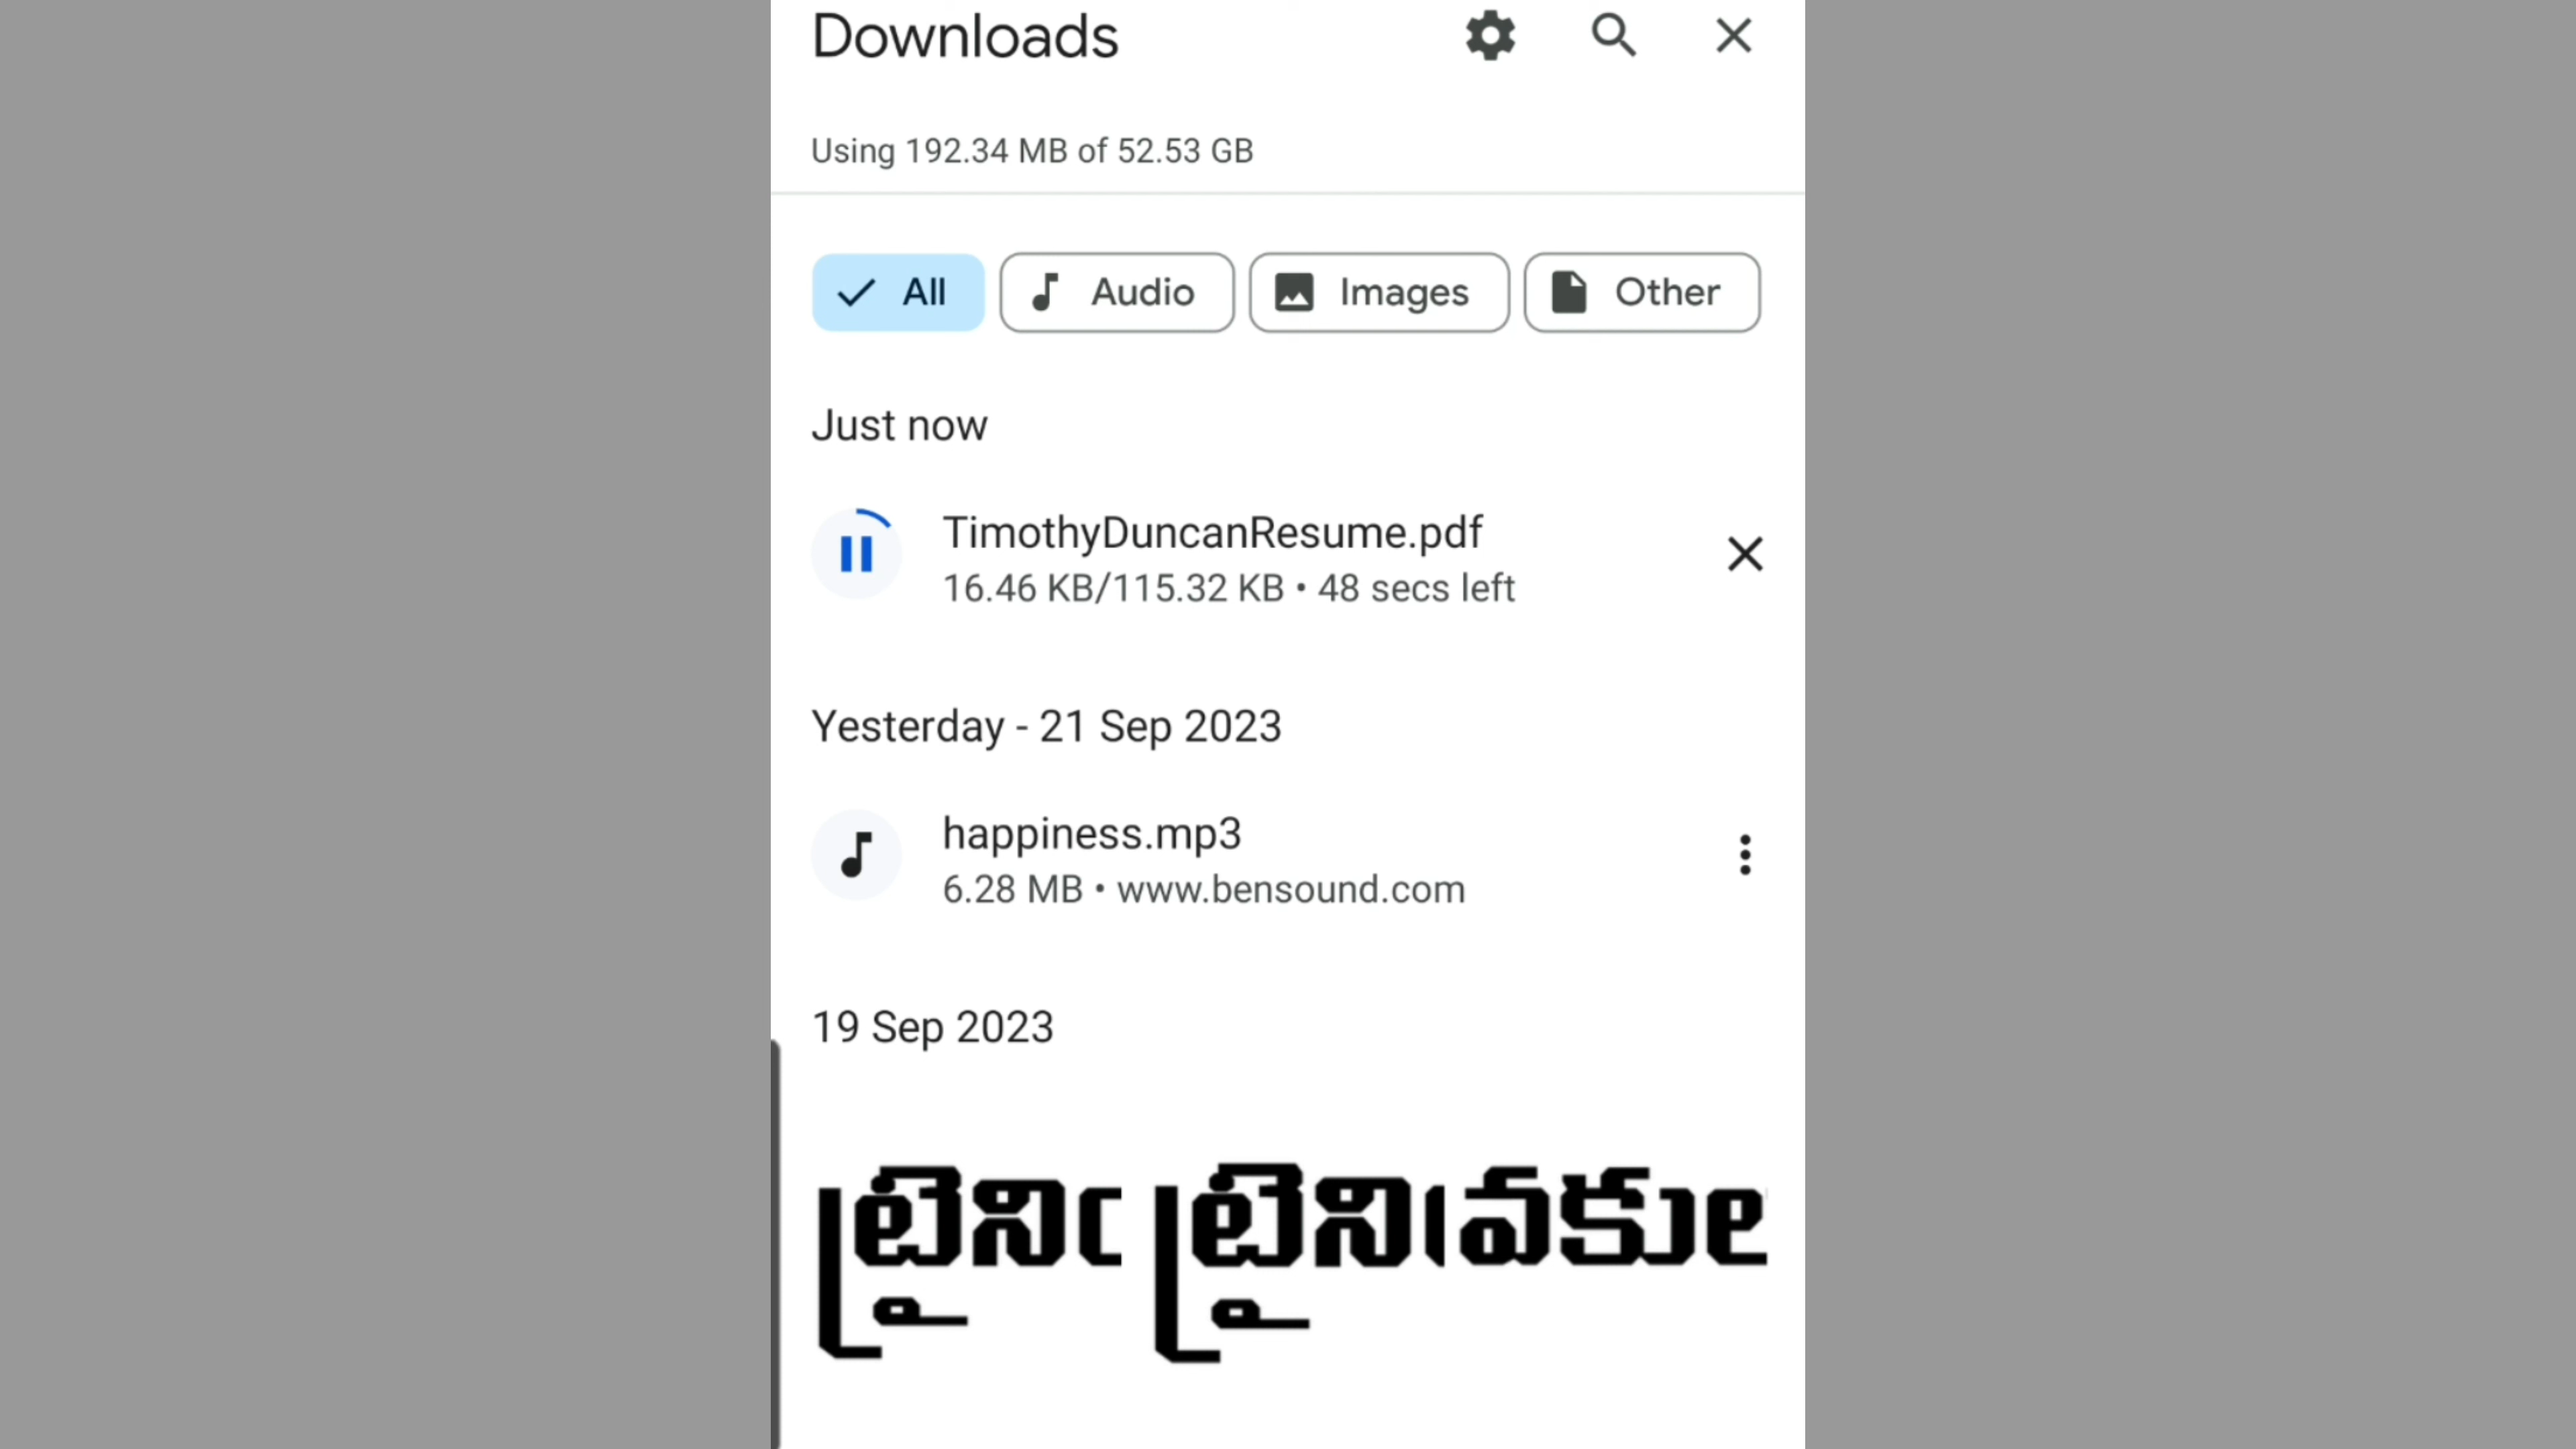 Downloads
Using 192.34 MB of 52.53 GB
All
Audio
Images
Other
Just now
TimothyDuncanResume.pdf
16.46 KB/115.32 KB • 48 secs left
Yesterday - 21 Sep 2023
happiness.mp3
6.28 MB • www.bensound.com
19 Sep 2023